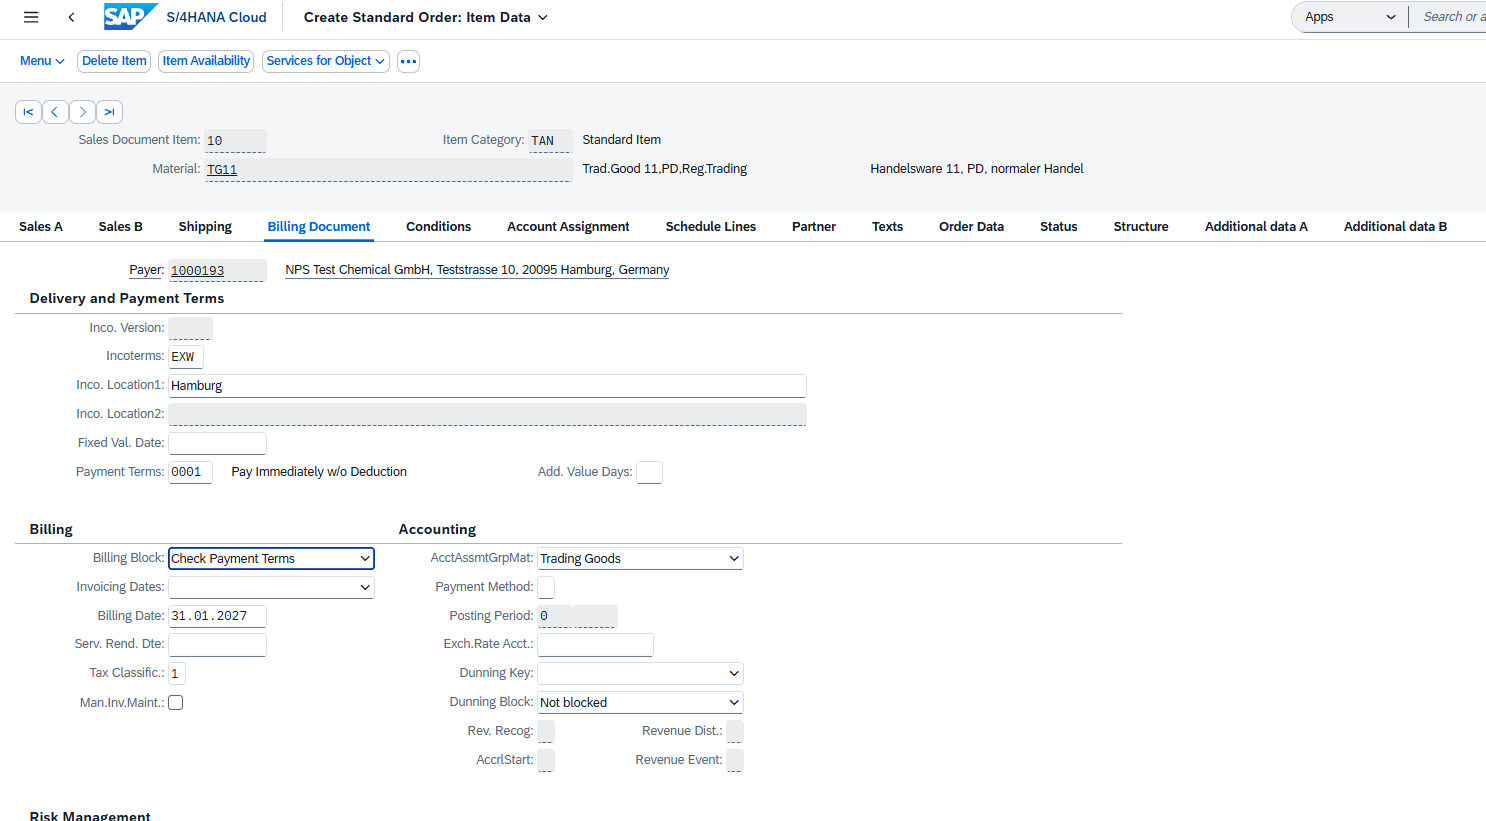 SAP S/4HANA Cloud Create Standard Order: Item Data Apps Search or a
Menu Delete Item Item Availability Services for Object
Sales Document Item: 10 Item Category: TAN Standard Item
Material: TG11 Trad.Good 11,PD,Reg.Trading Handelsware 11, PD, normaler Handel
Sales A Sales B Shipping Billing Document Conditions Account Assignment Schedule Lines Partner Texts Order Data Status Structure Additional data A Additional data B
Payer: 1000193 NPS Test Chemical GmbH, Teststrasse 10, 20095 Hamburg, Germany
Delivery and Payment Terms
Inco. Version:
Incoterms: EXW
Inco. Location1: Hamburg
Inco. Location2:
Fixed Val. Date:
Payment Terms: 0001 Pay Immediately w/o Deduction Add. Value Days:
Billing Accounting
Billing Block: Check Payment Terms AcctAssmtGrpMat: Trading Goods
Invoicing Dates: Payment Method:
Billing Date: 31.01.2027 Posting Period: 0
Serv. Rend. Dte: Exch.Rate Acct.:
Tax Classific.: 1 Dunning Key:
Man.Inv.Maint.: Dunning Block: Not blocked
Rev. Recog: Revenue Dist.:
AccrlStart: Revenue Event:
Risk Management